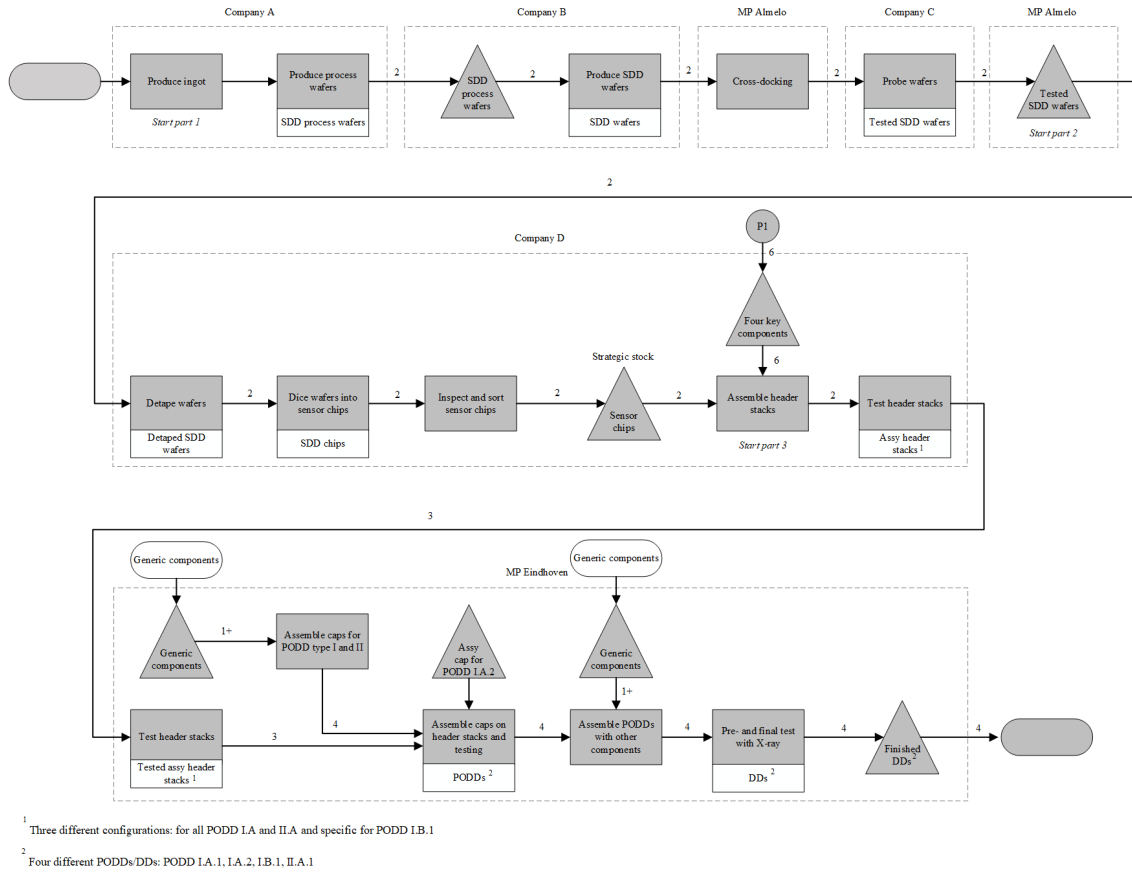 Company A
Company B
MP Almelo
Company C
MP Almelo
Produce ingot
Start part 1
Produce process
wafers
SDD process wafers
2
SDD
process
wafers
2
Produce SDD
wafers
SDD wafers
2
Cross-docking
2
Probe wafers
Tested SDD wafers
2
Tested
SDD wafers
Start part 2
2
Company D
P1
6
Four key
components
6
Detape wafers
Detaped SDD
wafers
2
Dice wafers into
sensor chips
SDD chips
2
Inspect and sort
sensor chips
2
Strategic stock
Sensor
chips
2
Assemble header
stacks
Start part 3
2
Test header stacks
Assy header
stacks 1
3
Generic components
Generic components
MP Eindhoven
Generic
components
1+
Assemble caps for
PODD type I and II
4
Assy
cap for
PODD I.A.2
Generic
components
1+
Test header stacks
Tested assy header
stacks 1
3
Assemble caps on
header stacks and
testing
PODDs 2
4
Assemble PODDs
with other
components
4
Pre- and final test
with X-ray
DDs 2
4
Finished
DDs 2
4
1 Three different configurations: for all PODD I.A and II.A and specific for PODD I.B.1
2 Four different PODDs/DDs: PODD I.A.1, I.A.2, I.B.1, II.A.1